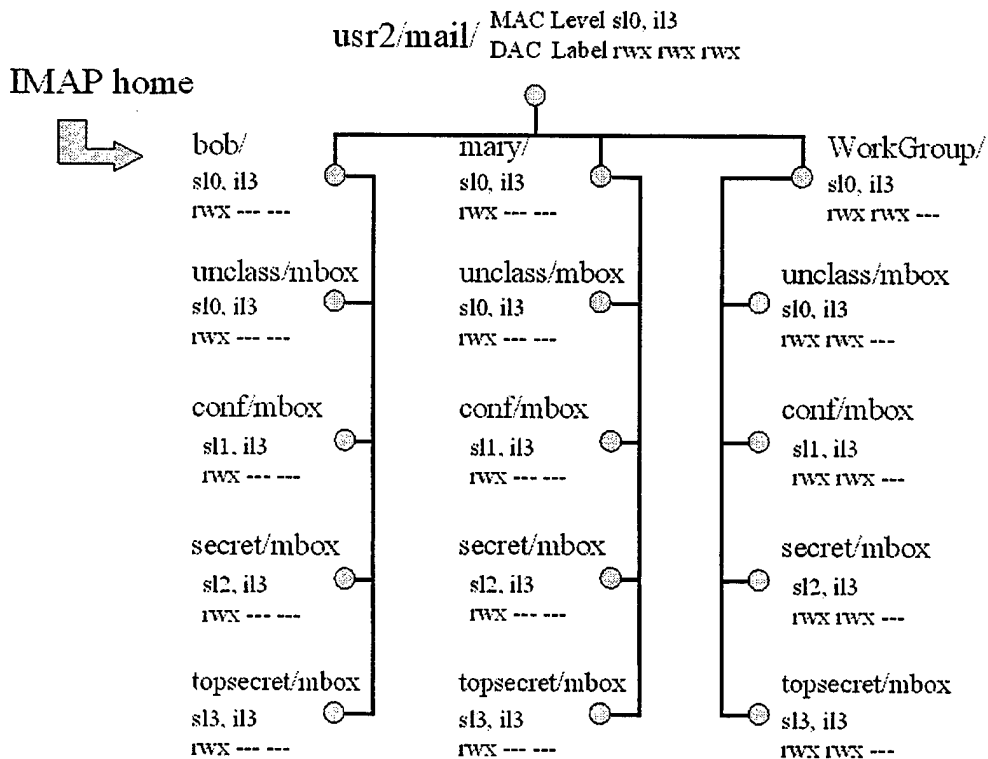 usr2/mail/ MAC Level sl0, il3
DAC Label rwx rwx rwx
IMAP home
bob/
sl0, il3
rwx --- ---
mary/
sl0, il3
rwx --- ---
WorkGroup/
sl0, il3
rwx rwx ---
unclass/mbox
sl0, il3
rwx --- ---
unclass/mbox
sl0, il3
rwx --- ---
unclass/mbox
sl0, il3
rwx rwx ---
conf/mbox
sl1, il3
rwx --- ---
conf/mbox
sl1, il3
rwx --- ---
conf/mbox
sl1, il3
rwx rwx ---
secret/mbox
sl2, il3
rwx --- ---
secret/mbox
sl2, il3
rwx --- ---
secret/mbox
sl2, il3
rwx rwx ---
topsecret/mbox
sl3, il3
rwx --- ---
topsecret/mbox
sl3, il3
rwx --- ---
topsecret/mbox
sl3, il3
rwx rwx ---